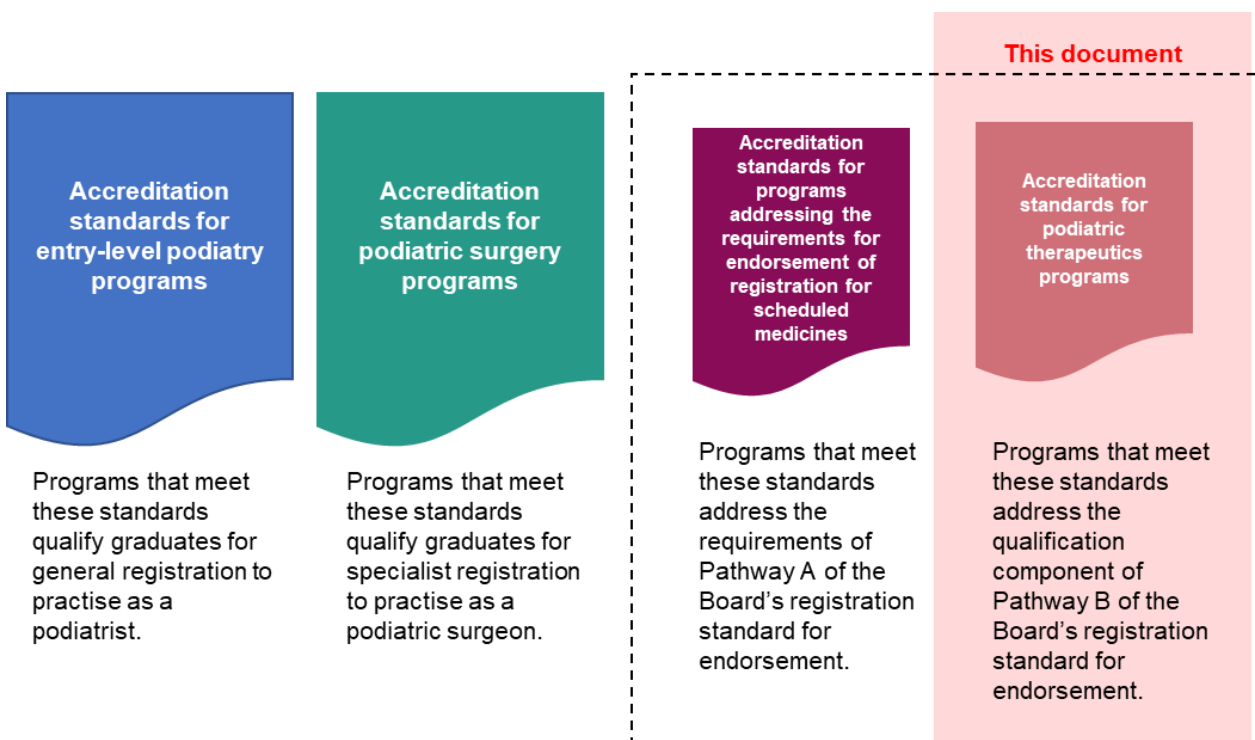 This document
Accreditation
standards for
entry-level podiatry
programs
Accreditation
standards for
podiatric surgery
programs
Accreditation
standards for
programs
addressing the
requirements for
endorsement of
registration for
scheduled
medicines
Accreditation
standards for
podiatric
therapeutics
programs
Programs that meet
these standards
qualify graduates for
general registration to
practise as a
podiatrist.
Programs that meet
these standards
qualify graduates for
specialist registration
to practise as a
podiatric surgeon.
Programs that meet
these standards
address the
requirements of
Pathway A of the
Board’s registration
standard for
endorsement.
Programs that meet
these standards
address the
qualification
component of
Pathway B of the
Board’s registration
standard for
endorsement.